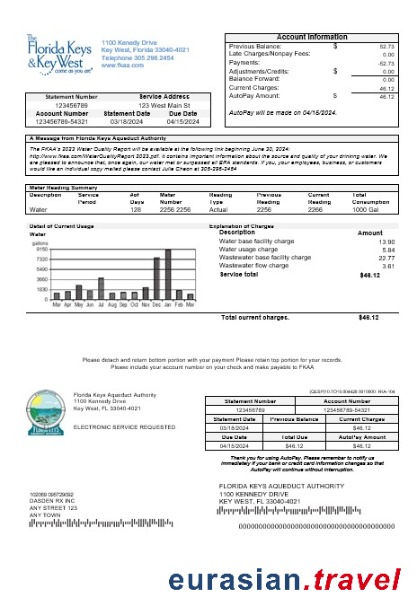 The
Florida Keys
& Key West
come as you are
1100 Kenedy Drive
Key West, Florida 33040-4021
Telephone 305.296.2454
www.fkaa.com
Account Information
Previous Balance: $ 52.73
Late Charges/Nonpay Fees: 0.00
Payments: -52.73
Adjustments/Credits: $ 0.00
Balance Forward: 0.00
Current Charges: 46.12
AutoPay Amount: $ 46.12
AutoPay will be made on 04/15/2024.
Statement Number Service Address
123456789 123 West Main St
Account Number Statement Date Due Date
123456789-54321 03/18/2024 04/15/2024
A Message from Florida Keys Aqueduct Authority
The FKAA's 2023 Water Quality Report will be available at the following link beginning June 30, 2024:
http://www.fkaa.com/WaterQualityReport2023.pdf. It contains important information about the source and quality of your drinking water. We
are pleased to announce that, once again, our water met or surpassed all EPA standards. If you, your employees, business, or customers
would like an individual copy mailed please contact Julie Cheon at 305-296-2454
Meter Reading Summary
Description Service Period Days Water Number Reading Type Previous Reading Current Reading Total Consumption
Water 128 2256 2256 Actual 2256 2266 1000 Gal
Detail of Current Usage
Water
gallons
9150
7300
5490
3660
1830
0
Mar Apr May Jun Jul Aug Sep Oct Nov Dec Jan Feb Mar
Explanation of Charges
Description Amount
Water base facility charge 13.90
Water usage charge 5.84
Wastewater base facility charge 22.77
Wastewater flow charge 3.61
Service total $46.12
Total current charges. $46.12
Please detach and return bottom portion with your payment Please retain top portion for your records.
Please include your account number on your check and make payable to FKAA
Florida Keys Aqueduct Authority
1100 Kennedy Drive
Key West, FL 33040-4021
ELECTRONIC SERVICE REQUESTED
Statement Number Account Number
123456789 123456789-54321
Statement Date Previous Balance Current Charges
03/18/2024 $46.12
Due Date Total Due AutoPay Amount
04/15/2024 $46.12 $46.12
Thank you for using AutoPay. Please remember to notify us
immediately if your bank or credit card information changes so that
AutoPay will continue without interruption.
FLORIDA KEYS AQUEDUCT AUTHORITY
1100 KENNEDY DRIVE
KEY WEST, FL 33040-4021
DASDEN RX INC
ANY STREET 123
ANY TOWN
eurasian.travel